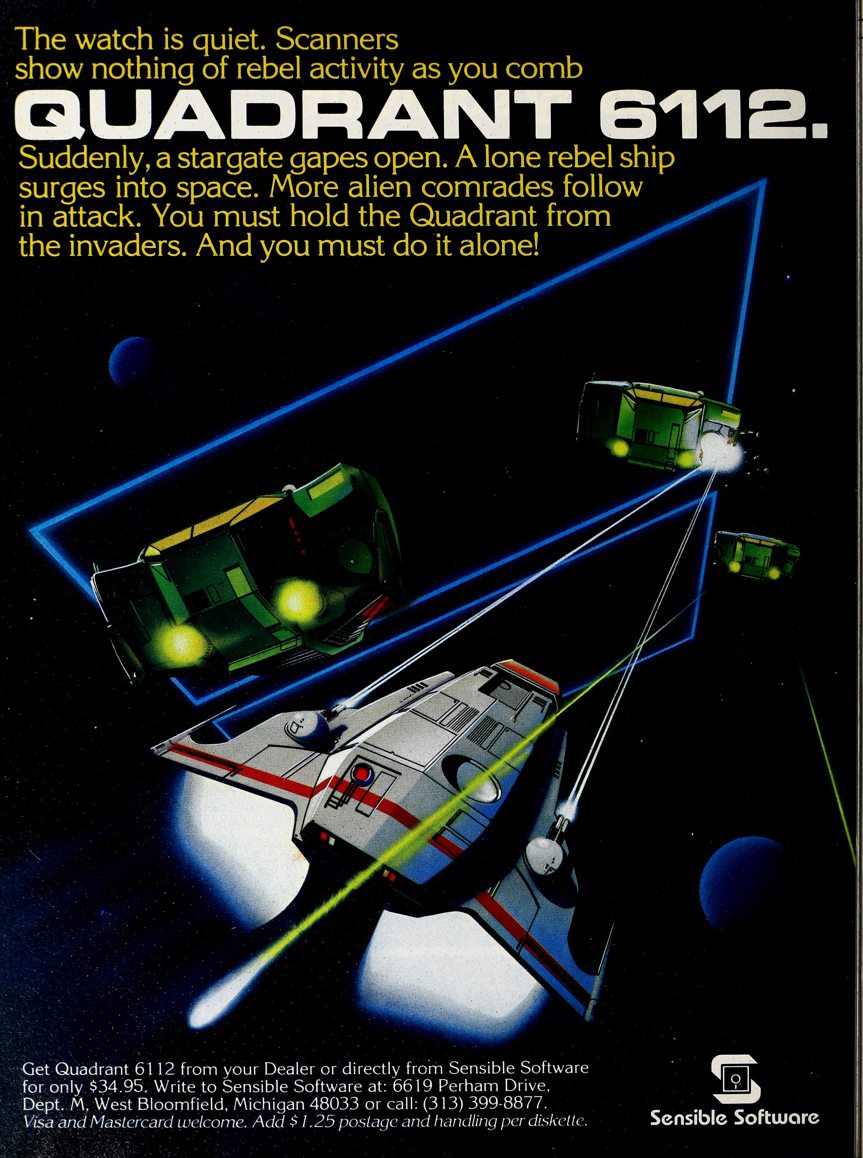 The watch is quiet. Scanners
show nothing of rebel activity as you comb
QUADRANT 6112.
Suddenly, a stargate gapes open. A lone rebel ship
surges into space. More alien comrades follow
in attack. You must hold the Quadrant from
the invaders. And you must do it alone!
Get Quadrant 6112 from your Dealer or directly from Sensible Software
for only $34.95. Write to Sensible Software at: 6619 Perham Drive,
Dept. M, West Bloomfield, Michigan 48033 or call: (313) 399-8877.
Visa and Mastercard welcome. Add $1.25 postage and handling per diskette.
Sensible Software